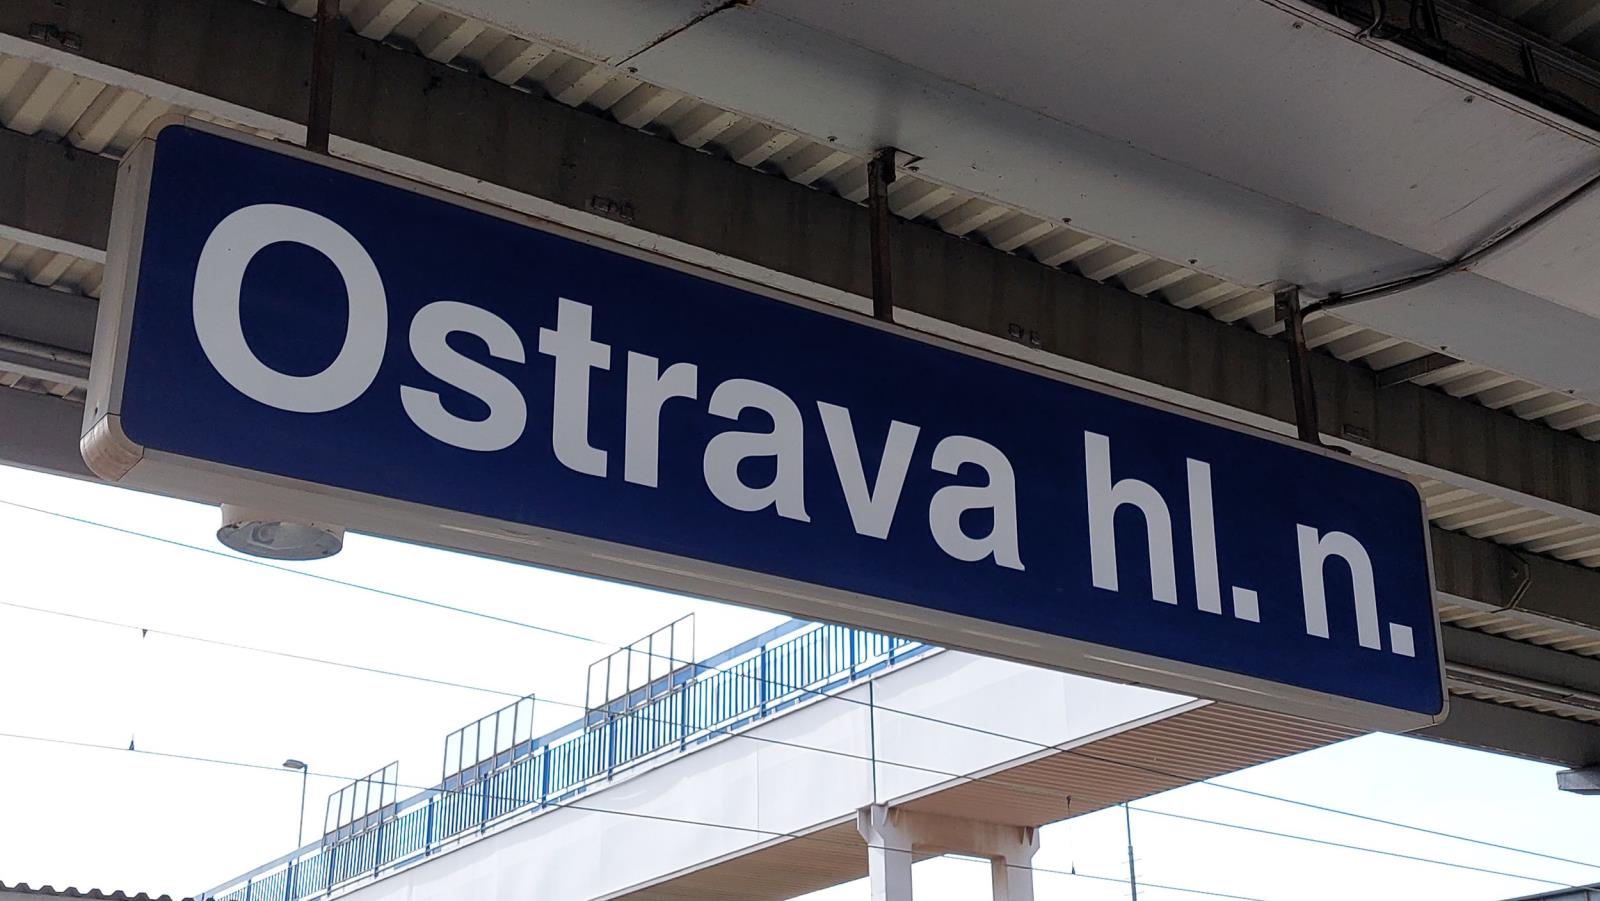 Ostrava hl. n.